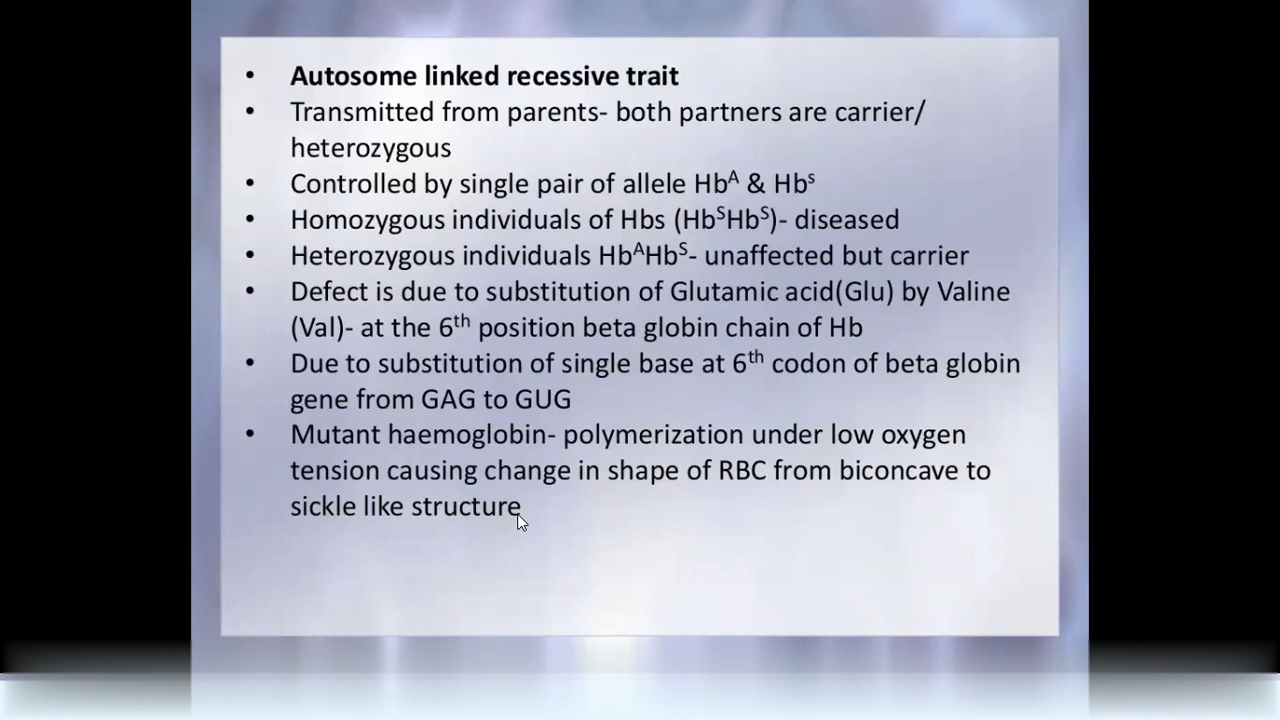 • Autosome linked recessive trait
• Transmitted from parents- both partners are carrier/
heterozygous
• Controlled by single pair of allele Hbᴬ & Hbˢ
• Homozygous individuals of Hbs (HbSHbS)- diseased
• Heterozygous individuals HbAHbS- unaffected but carrier
• Defect is due to substitution of Glutamic acid(Glu) by Valine
(Val)- at the 6th position beta globin chain of Hb
• Due to substitution of single base at 6th codon of beta globin
gene from GAG to GUG
• Mutant haemoglobin- polymerization under low oxygen
tension causing change in shape of RBC from biconcave to
sickle like structure